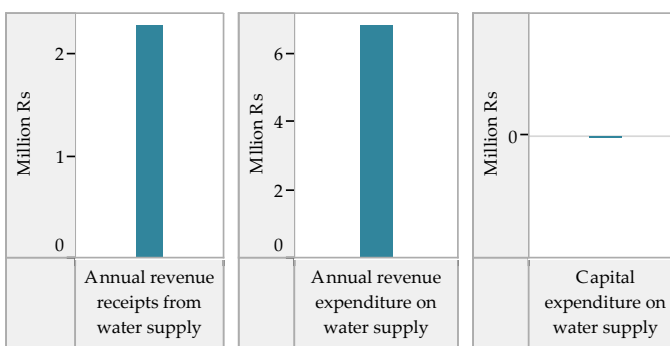 Million Rs
2
1
0
Annual revenue
receipts from
water supply
Million Rs
6
4
2
0
Annual revenue
expenditure on
water supply
Million Rs
0
Capital
expenditure on
water supply